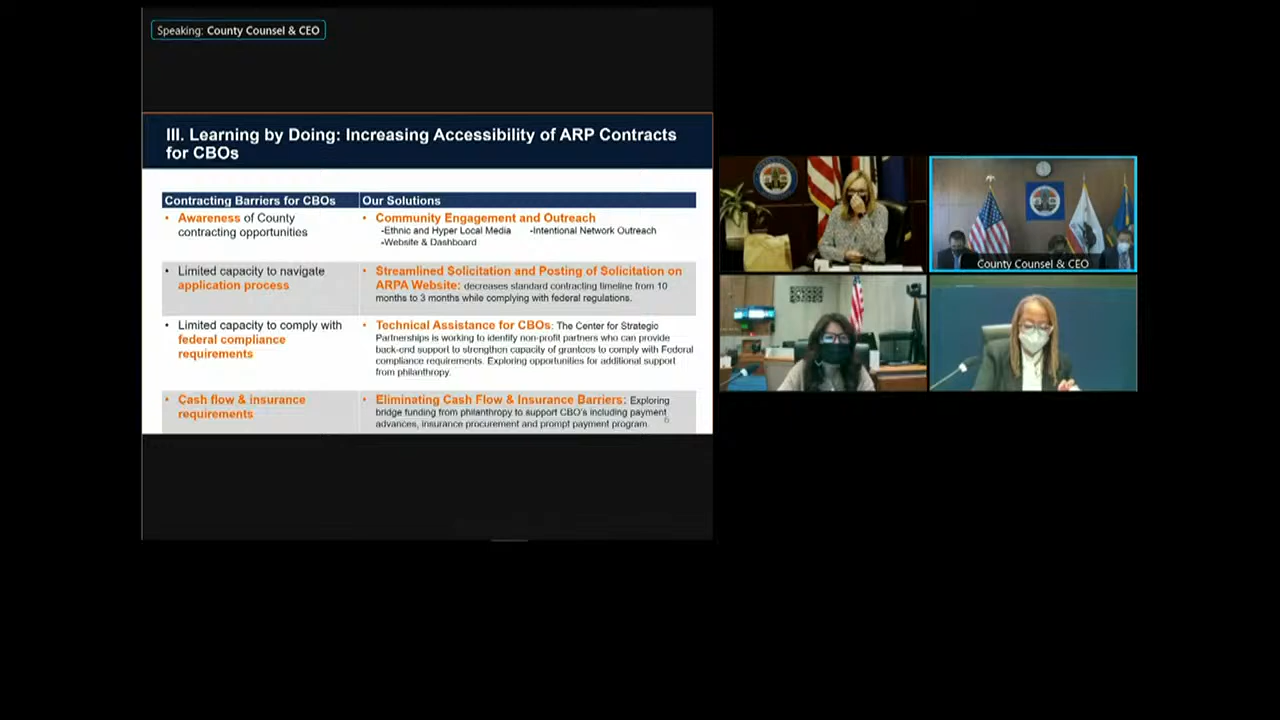 Speaking: County Counsel & CEO
III. Learning by Doing: Increasing Accessibility of ARP Contracts
for CBOs
Contracting Barriers for CBOs
Our Solutions
• Awareness of County
contracting opportunities
• Community Engagement and Outreach
-Ethnic and Hyper Local Media -Intentional Network Outreach
-Website & Dashboard
• Limited capacity to navigate
application process
• Streamlined Solicitation and Posting of Solicitation on
ARPA Website: decreases standard contracting timeline from 10
months to 3 months while complying with federal regulations.
• Limited capacity to comply with
federal compliance
requirements
• Technical Assistance for CBOs: The Center for Strategic
Partnerships is working to identify non-profit partners who can provide
back-end support to strengthen capacity of grantees to comply with Federal
compliance requirements. Exploring opportunities for additional support
from philanthropy.
• Cash flow & insurance
requirements
• Eliminating Cash Flow & Insurance Barriers: Exploring
bridge funding from philanthropy to support CBO's including payment
advances, insurance procurement and prompt payment program.
6
County Counsel & CEO